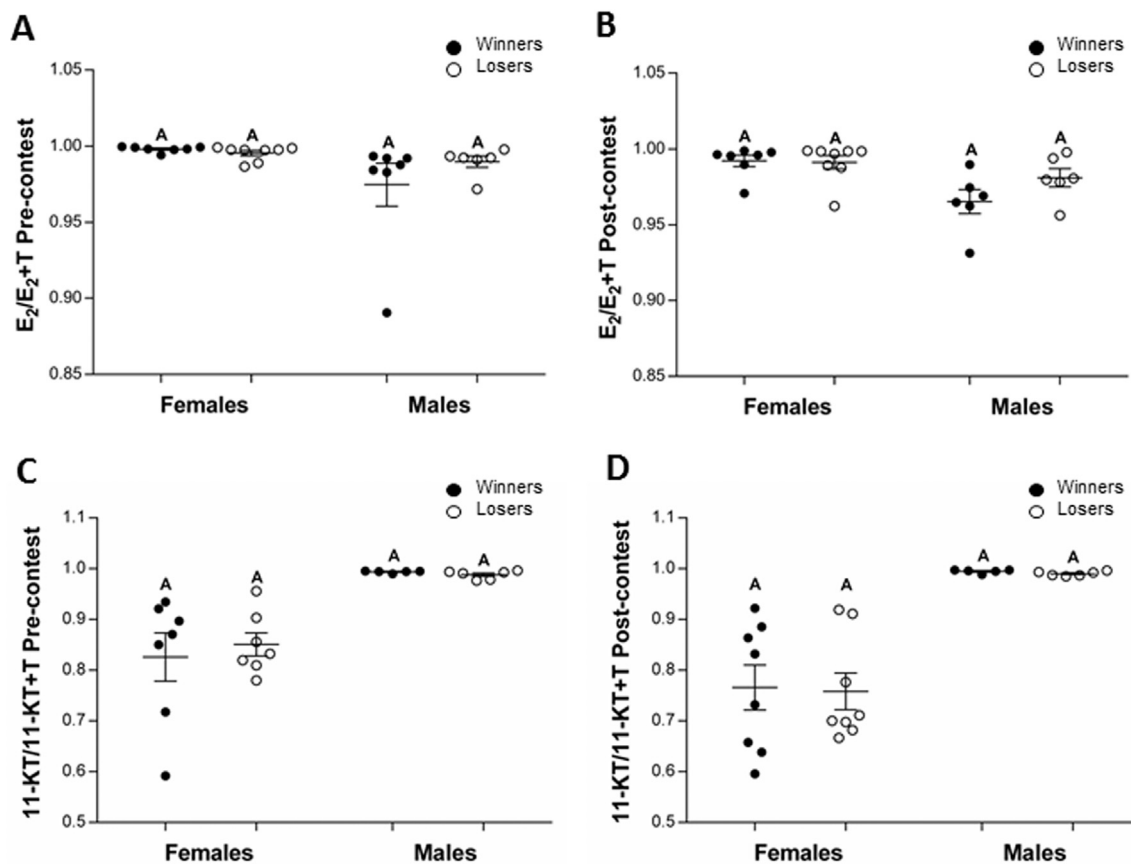 A
Winners
Losers
E₂/E₂+T Pre-contest
1.05
1.00
0.95
0.90
0.85
A
A
A
A
Females
Males
B
Winners
Losers
E₂/E₂+T Post-contest
1.05
1.00
0.95
0.90
0.85
A
A
A
A
Females
Males
C
Winners
Losers
11-KT/11-KT+T Pre-contest
1.1
1.0
0.9
0.8
0.7
0.6
0.5
A
A
A
A
Females
Males
D
Winners
Losers
11-KT/11-KT+T Post-contest
1.1
1.0
0.9
0.8
0.7
0.6
0.5
A
A
A
A
Females
Males